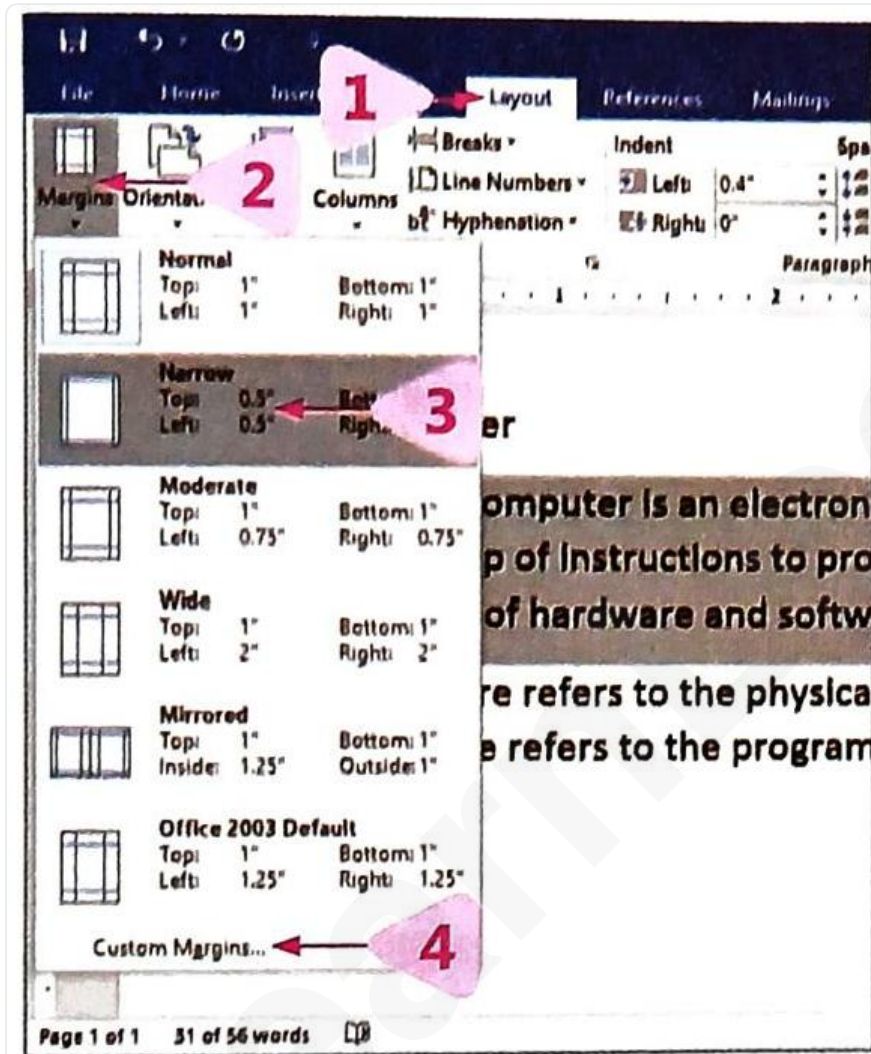 File Home Layout References Mailings
1
Breaks Indent
Line Numbers Left: 0.4"
Margins 2 Columns
Hyphenation Right: 0"
Paragraph
Normal
Top: 1" Bottom: 1"
Left: 1" Right: 1"
1 2
Narrow
Top: 0.5"
Left: 0.5"
3
er
Moderate
Top: 1" Bottom: 1"
Left: 0.75" Right: 0.75"
omputer is an electron
p of instructions to pro
Wide
Top: 1" Bottom: 1"
Left: 2" Right: 2"
of hardware and softw
Mirrored
Top: 1" Bottom: 1"
Inside: 1.25" Outside: 1"
re refers to the physica
e refers to the program
Office 2003 Default
Top: 1" Bottom: 1"
Left: 1.25" Right: 1.25"
Custom Margins... 4
Page 1 of 1 31 of 56 words